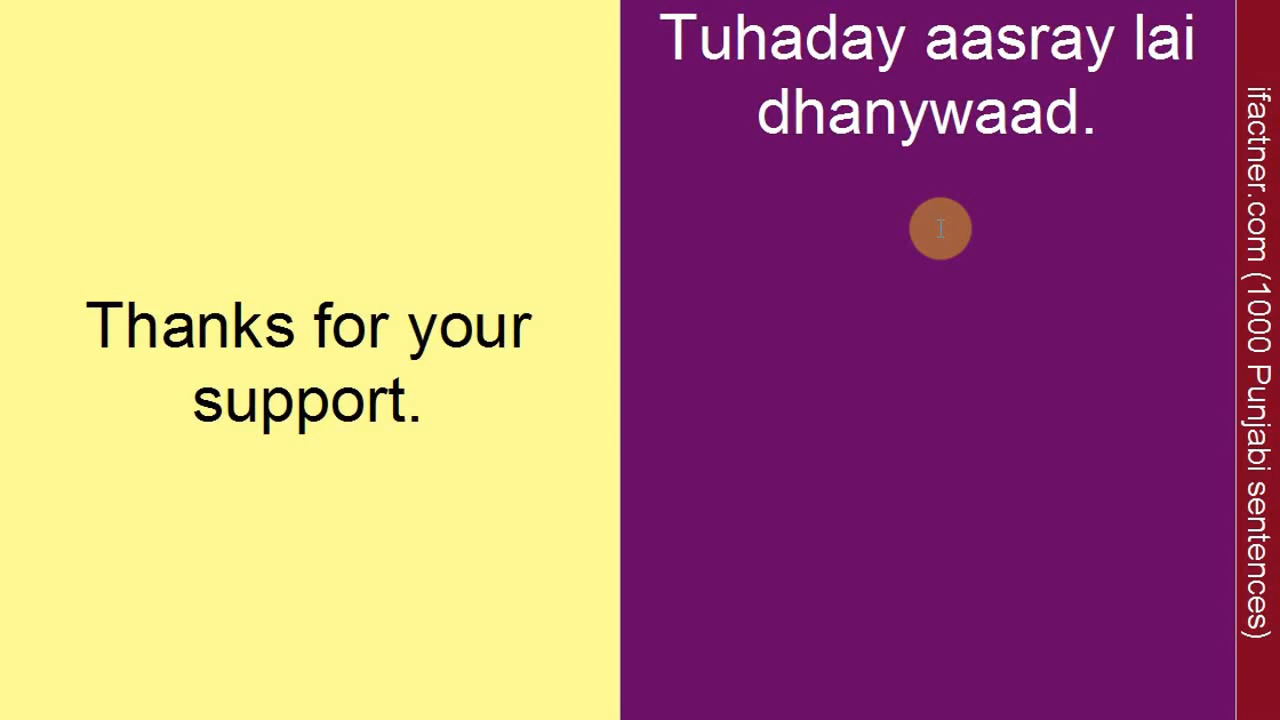 Thanks for your
support.
Tuhaday aasray lai
dhanywaad.
ifactner.com (1000 Punjabi sentences)